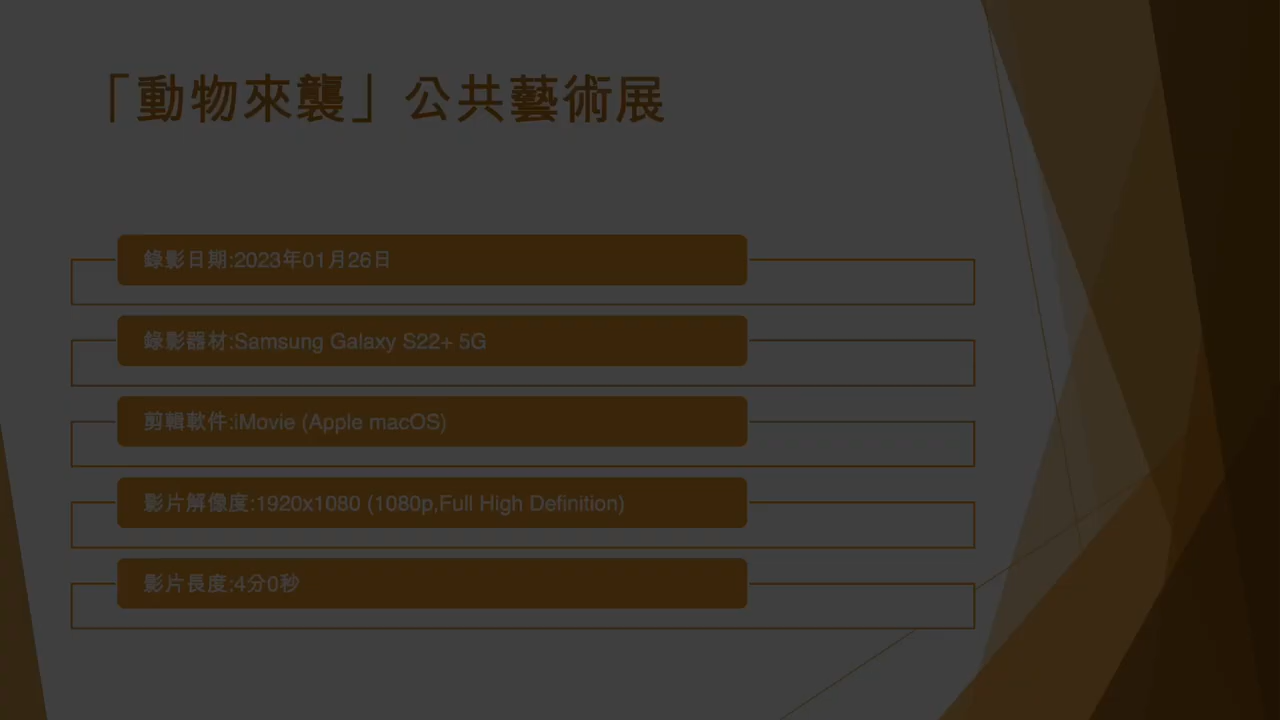 「動物來襲」公共藝術展
錄影日期:2023年01月26日
錄影器材:Samsung Galaxy S22+ 5G
剪輯軟件:iMovie (Apple macOS)
影片解像度:1920x1080 (1080p,Full High Definition)
影片長度:4分0秒